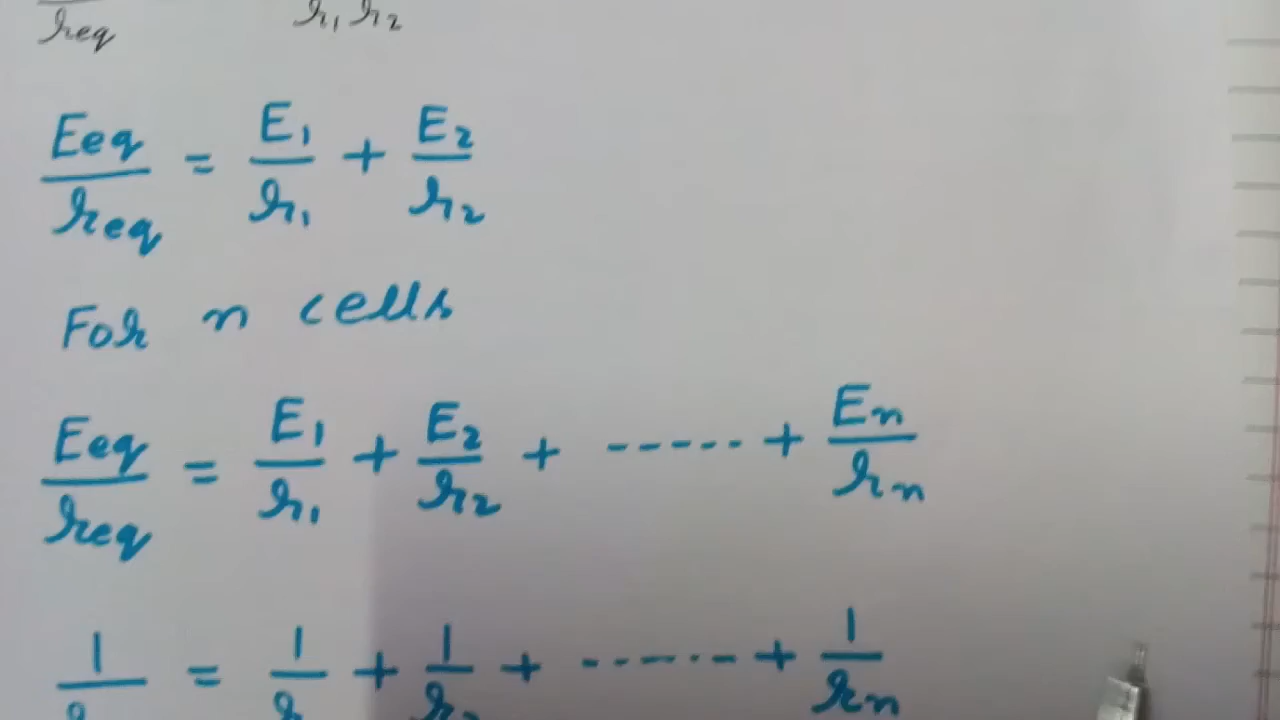 req r₁ r₂
Eeq/req = E₁/r₁ + E₂/r₂
For n cells
Eeq/req = E₁/r₁ + E₂/r₂ + ----- + En/rn
1/r = 1/r + 1/r₂ + ------ + 1/rn